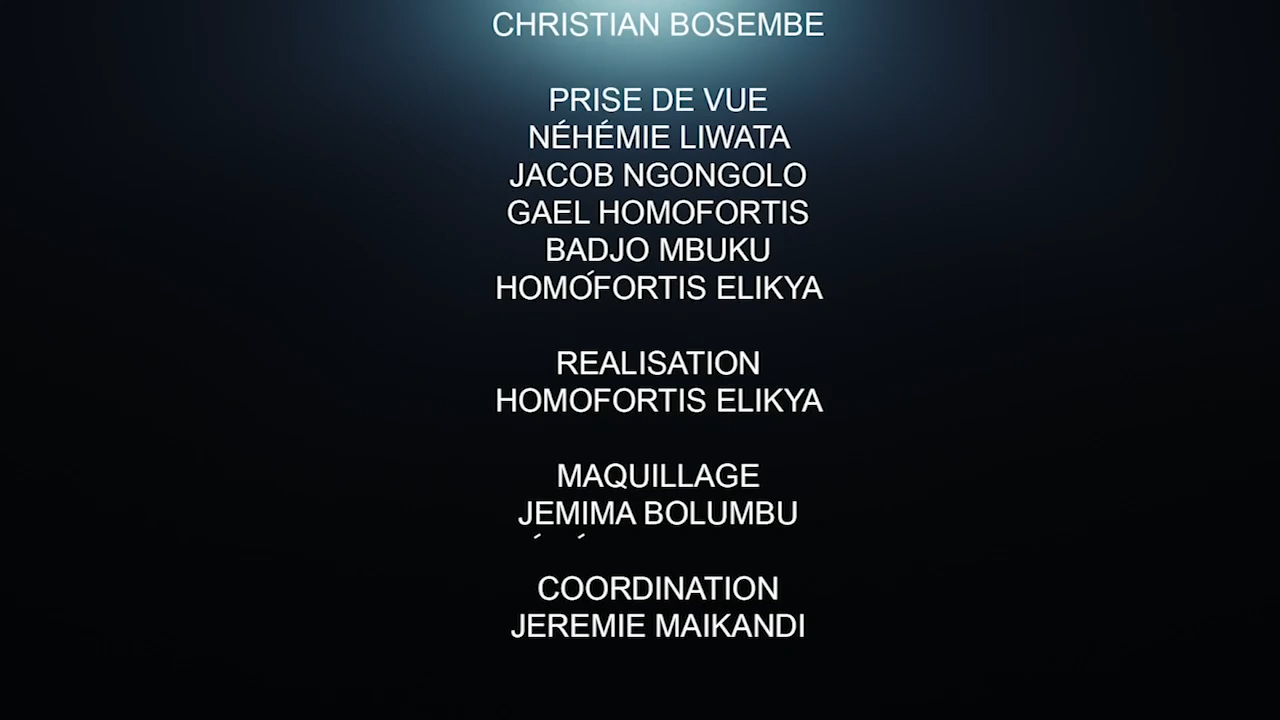 CHRISTIAN BOSEMBE
PRISE DE VUE
NÉHÉMIE LIWATA
JACOB NGONGOLO
GAEL HOMOFORTIS
BADJO MBUKU
HOMOFORTIS ELIKYA
REALISATION
HOMOFORTIS ELIKYA
MAQUILLAGE
JEMIMA BOLUMBU
COORDINATION
JEREMIE MAIKANDI